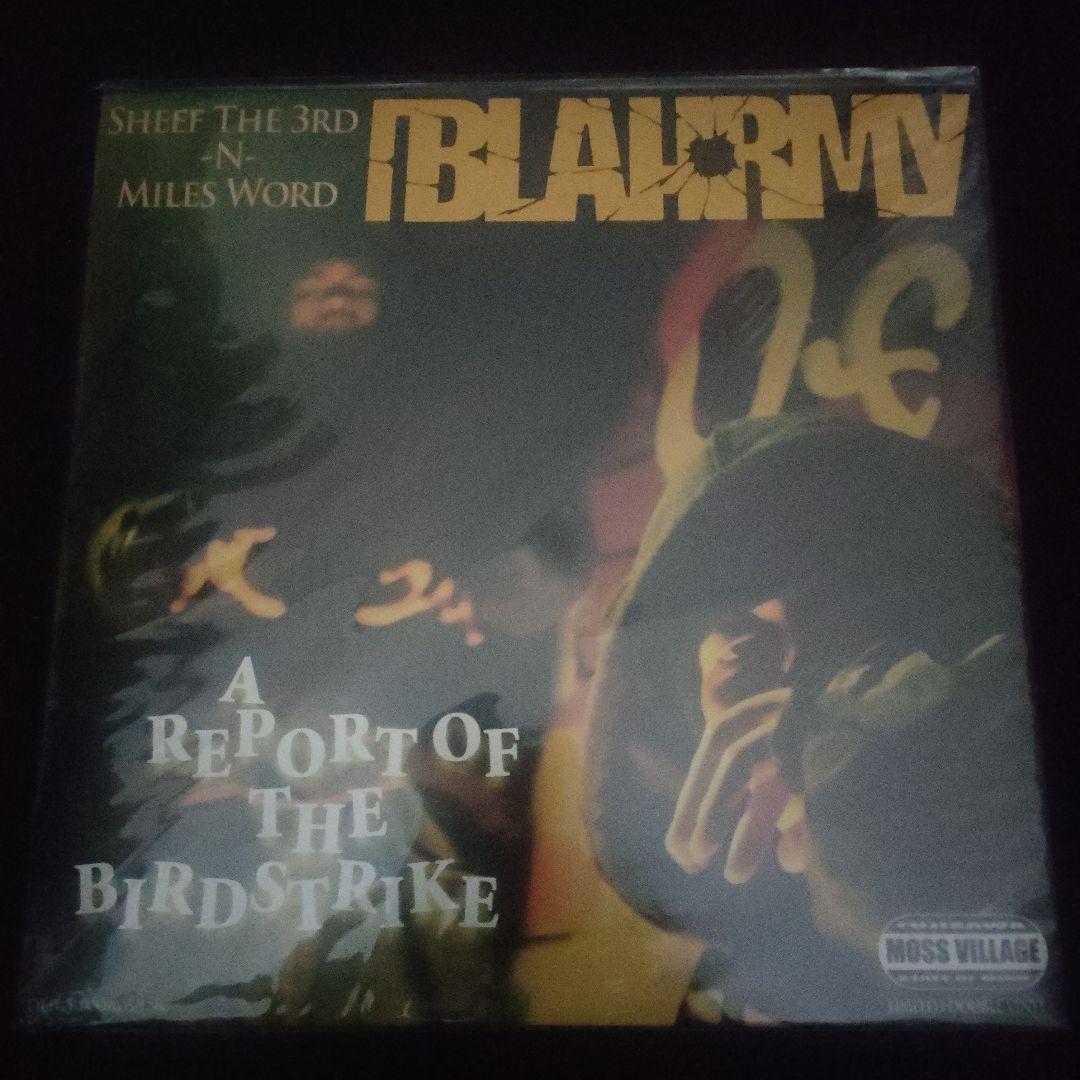 SHEEF THE 3RD
-N-
MILES WORD
BLAHRMY
A
REPORT OF
THE
BIRDSTRIKE
MOSS VILLAGE